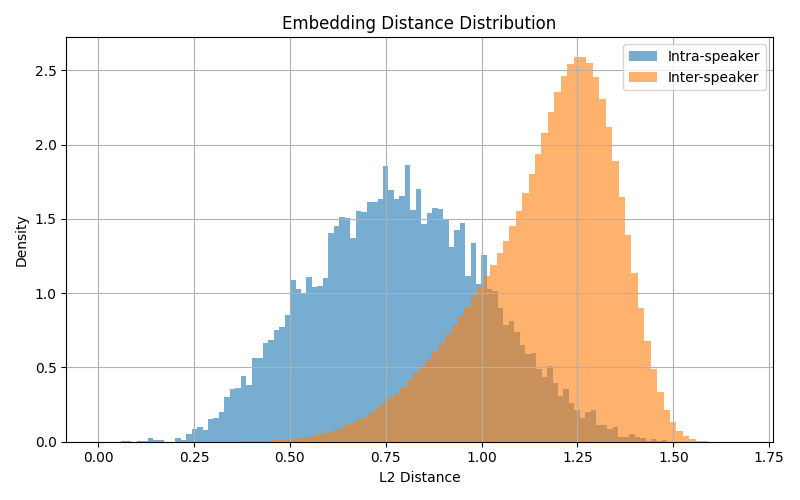 Embedding Distance Distribution
Intra-speaker
Inter-speaker
Density
2.5
2.0
1.5
1.0
0.5
0.0
0.00 0.25 0.50 0.75 1.00 1.25 1.50 1.75
L2 Distance